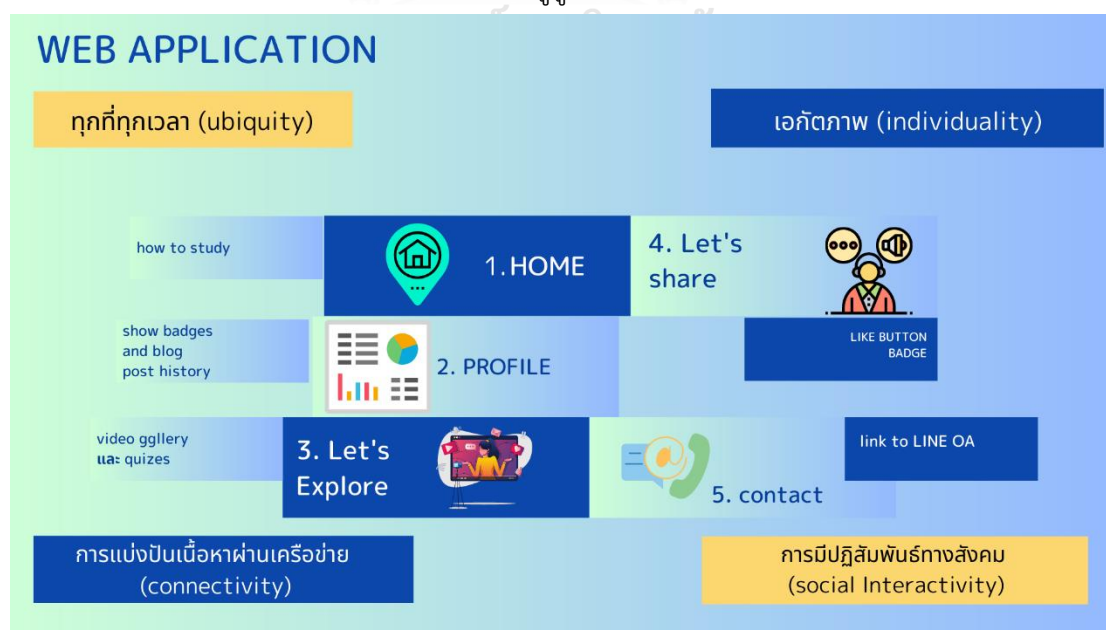 WEB APPLICATION
ทุกที่ทุกเวลา (ubiquity)
เอกัตภาพ (individuality)
how to study
1.HOME
4. Let's
share
show badges
and blog
post history
2. PROFILE
LIKE BUTTON
BADGE
video ggllery
และ quizes
3. Let's
Explore
5. contact
link to LINE OA
การแบ่งปันเนื้อหาผ่านเครือข่าย
(connectivity)
การมีปฏิสัมพันธ์ทางสังคม
(social Interactivity)